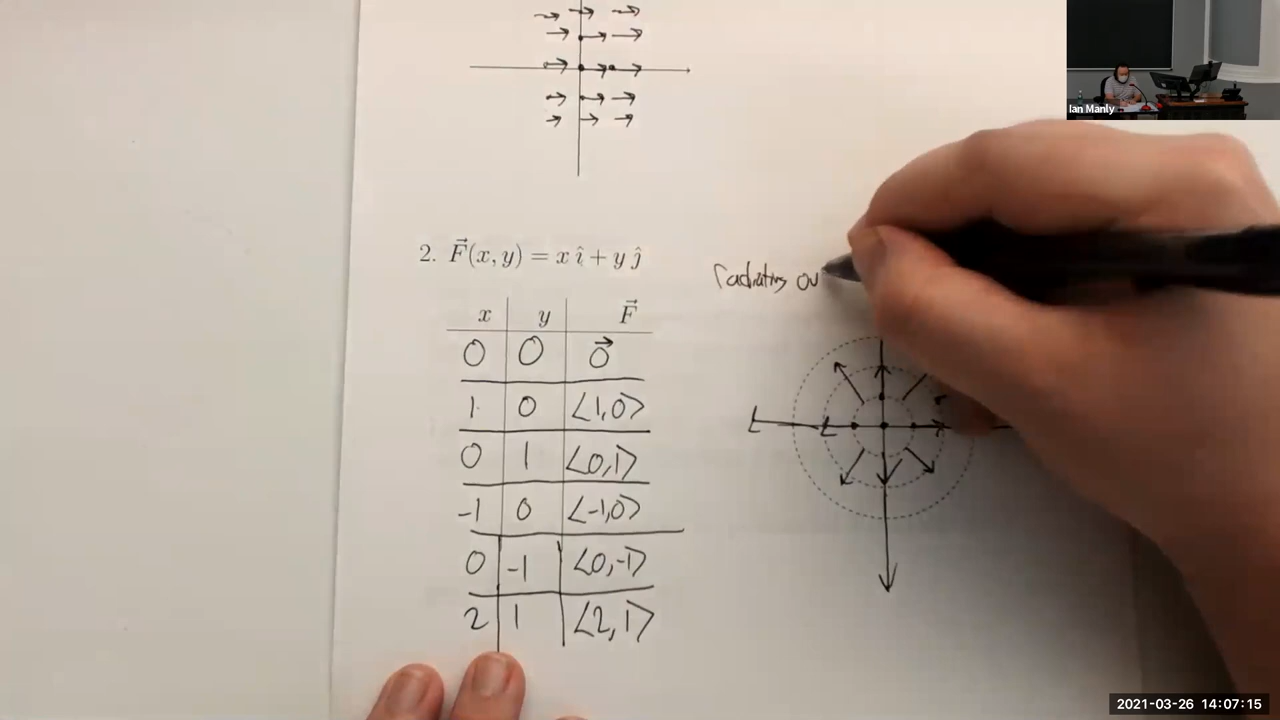 Ian Manly
2. F⃗(x, y) = x î + y ĵ
radiating ou
x y F⃗
0 0 0⃗
1 0 ⟨1,0⟩
0 1 ⟨0,1⟩
-1 0 ⟨-1,0⟩
0 -1 ⟨0,-1⟩
2 1 ⟨2,1⟩
2021-03-26 14:07:15